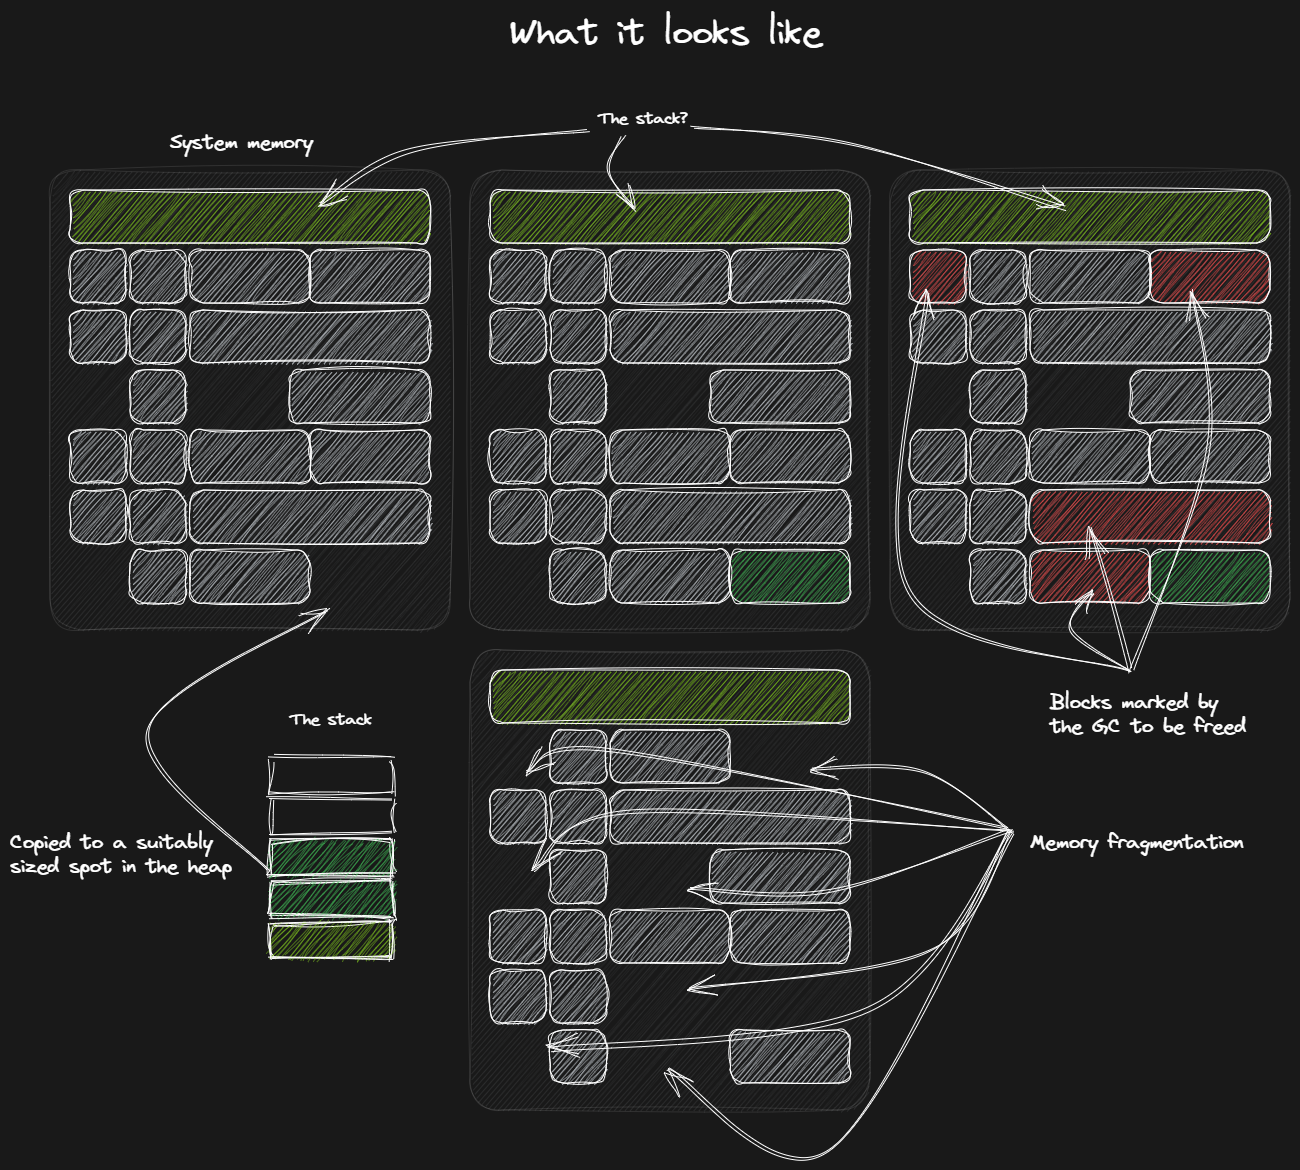 What it looks like
The stack?
System memory
Blocks marked by
the GC to be freed
The stack
Copied to a suitably
sized spot in the heap
Memory fragmentation